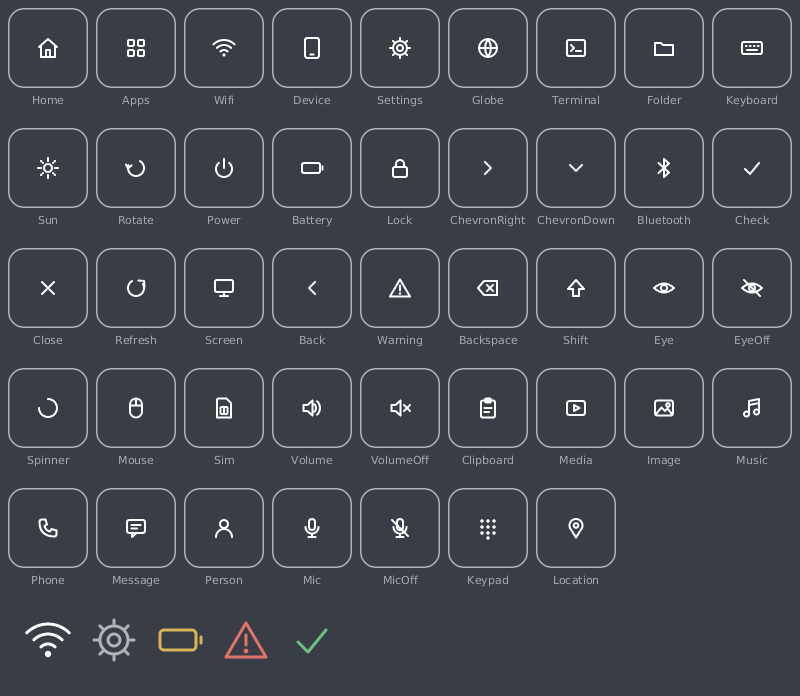 Home Apps Wifi Device Settings Globe Terminal Folder Keyboard
Sun Rotate Power Battery Lock ChevronRight ChevronDown Bluetooth Check
Close Refresh Screen Back Warning Backspace Shift Eye EyeOff
Spinner Mouse Sim Volume VolumeOff Clipboard Media Image Music
Phone Message Person Mic MicOff Keypad Location